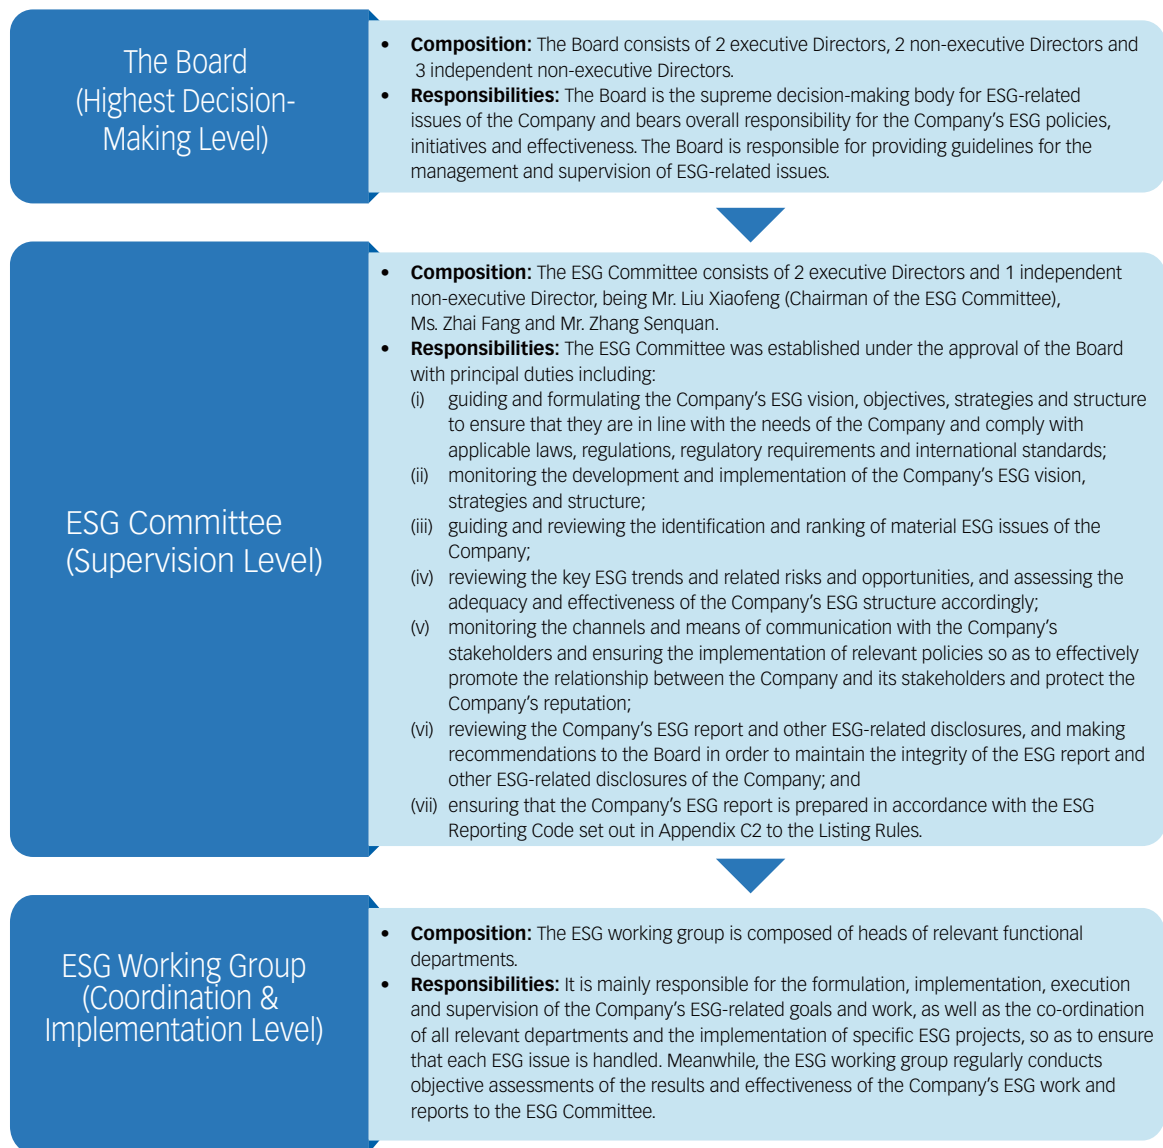 The Board
(Highest Decision-
Making Level)
• Composition: The Board consists of 2 executive Directors, 2 non-executive Directors and
3 independent non-executive Directors.
• Responsibilities: The Board is the supreme decision-making body for ESG-related
issues of the Company and bears overall responsibility for the Company's ESG policies,
initiatives and effectiveness. The Board is responsible for providing guidelines for the
management and supervision of ESG-related issues.
ESG Committee
(Supervision Level)
• Composition: The ESG Committee consists of 2 executive Directors and 1 independent
non-executive Director, being Mr. Liu Xiaofeng (Chairman of the ESG Committee),
Ms. Zhai Fang and Mr. Zhang Senquan.
• Responsibilities: The ESG Committee was established under the approval of the Board
with principal duties including:
(i) guiding and formulating the Company's ESG vision, objectives, strategies and structure
to ensure that they are in line with the needs of the Company and comply with
applicable laws, regulations, regulatory requirements and international standards;
(ii) monitoring the development and implementation of the Company's ESG vision,
strategies and structure;
(iii) guiding and reviewing the identification and ranking of material ESG issues of the
Company;
(iv) reviewing the key ESG trends and related risks and opportunities, and assessing the
adequacy and effectiveness of the Company's ESG structure accordingly;
(v) monitoring the channels and means of communication with the Company's
stakeholders and ensuring the implementation of relevant policies so as to effectively
promote the relationship between the Company and its stakeholders and protect the
Company's reputation;
(vi) reviewing the Company's ESG report and other ESG-related disclosures, and making
recommendations to the Board in order to maintain the integrity of the ESG report and
other ESG-related disclosures of the Company; and
(vii) ensuring that the Company's ESG report is prepared in accordance with the ESG
Reporting Code set out in Appendix C2 to the Listing Rules.
ESG Working Group
(Coordination &
Implementation Level)
• Composition: The ESG working group is composed of heads of relevant functional
departments.
• Responsibilities: It is mainly responsible for the formulation, implementation, execution
and supervision of the Company's ESG-related goals and work, as well as the co-ordination
of all relevant departments and the implementation of specific ESG projects, so as to ensure
that each ESG issue is handled. Meanwhile, the ESG working group regularly conducts
objective assessments of the results and effectiveness of the Company's ESG work and
reports to the ESG Committee.